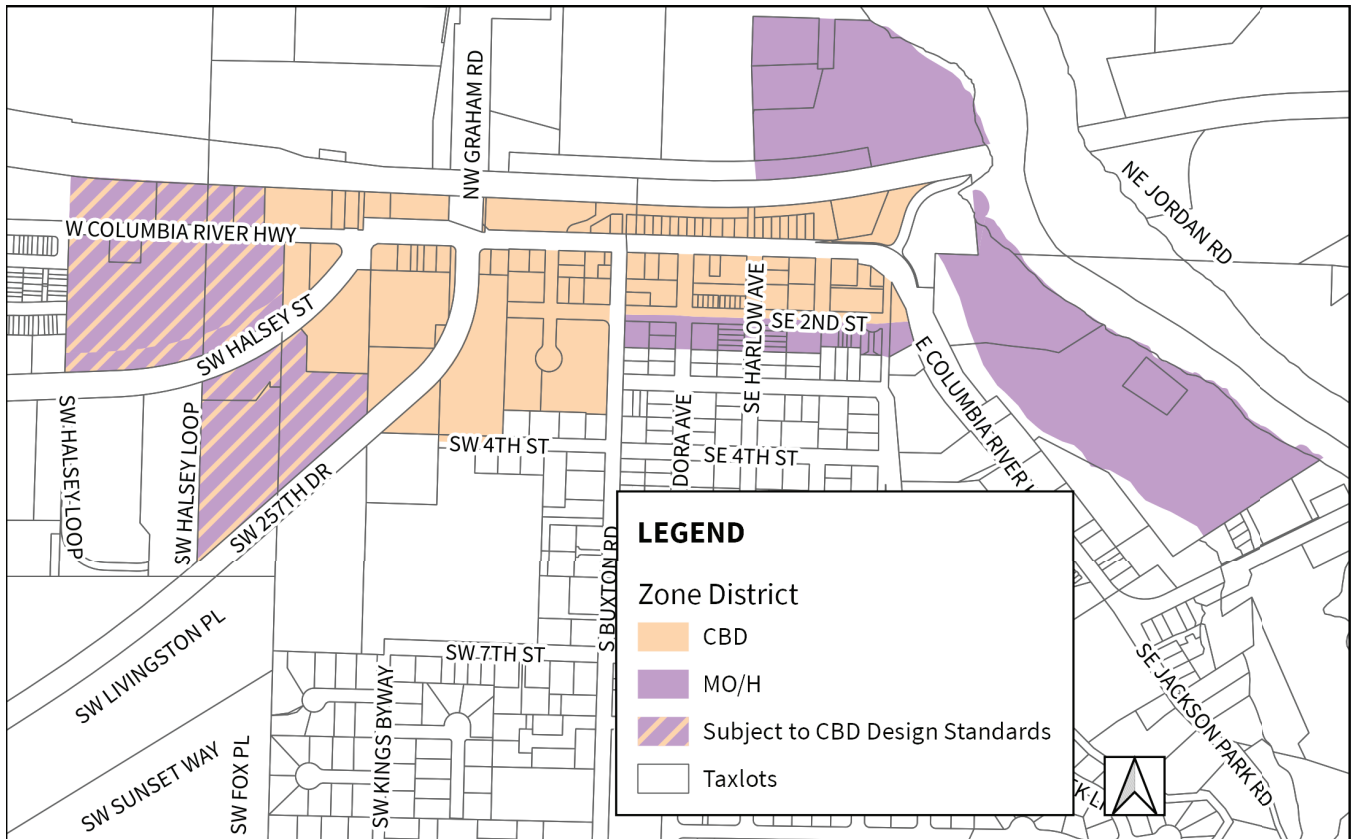 NW GRAHAM RD
NE JORDAN RD
W COLUMBIA RIVER HWY
SW HALSEY ST
SE HARLOW AVE
SE 2ND ST
E COLUMBIA RIVER
SW HALSEY LOOP
SW HALSEY LOOP
SW 257TH DR
SW 4TH ST
DORA AVE
SE 4TH ST
S BUXTON RD
SW LIVINGSTON PL
SW 7TH ST
SW KINGS BYWAY
SW SUNSET WAY
SW FOX PL
SE JACKSON PARK RD
LEGEND
Zone District
CBD
MO/H
Subject to CBD Design Standards
Taxlots